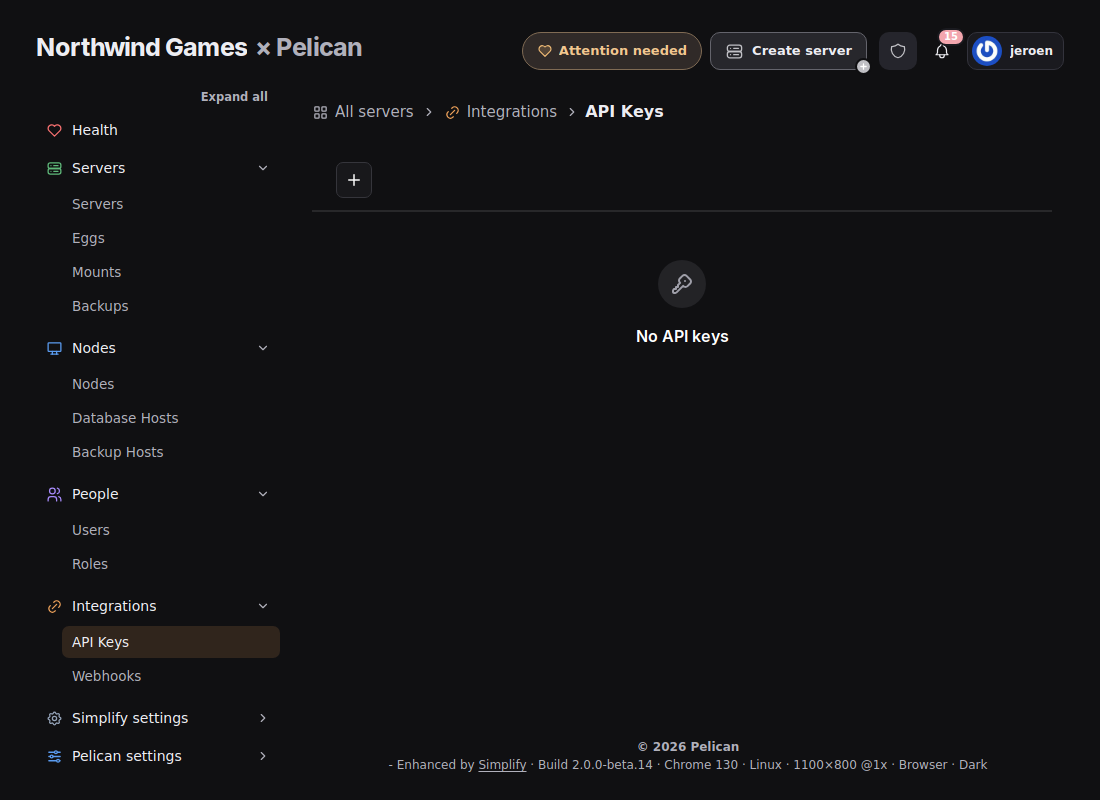 Northwind Games × Pelican
Attention needed
Create server
15
jeroen
Expand all
Health
Servers
Servers
Eggs
Mounts
Backups
Nodes
Nodes
Database Hosts
Backup Hosts
People
Users
Roles
Integrations
API Keys
Webhooks
Simplify settings
Pelican settings
All servers > Integrations > API Keys
No API keys
© 2026 Pelican
- Enhanced by Simplify · Build 2.0.0-beta.14 · Chrome 130 · Linux · 1100×800 @1x · Browser · Dark